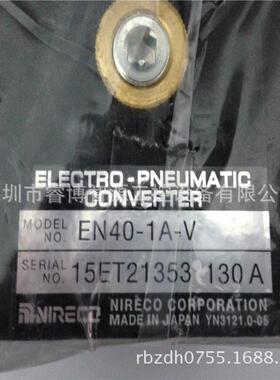 ELECTRO-PNEUMATIC
CONVERTER
MODEL NO. EN40-1A-V
SERIAL NO. 15ET21353 130A
NIRECO NIRECO CORPORATION
MADE IN JAPAN YN3121.0-05
rbzdh0755.1688.